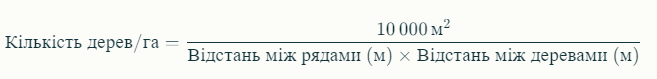 Кількість дерев/га = 10 000 м² / Відстань між рядами (м) × Відстань між деревами (м)